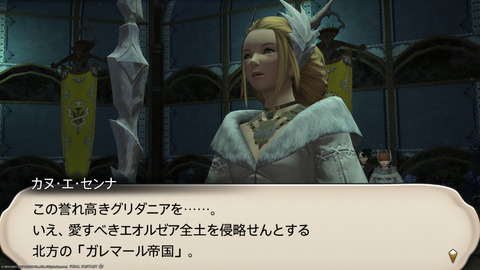 カヌ・エ・センナ
この誉れ高きグリダニアを……。
いえ、愛すべきエオルゼア全土を侵略せんとする
北方の「ガレマール帝国」。